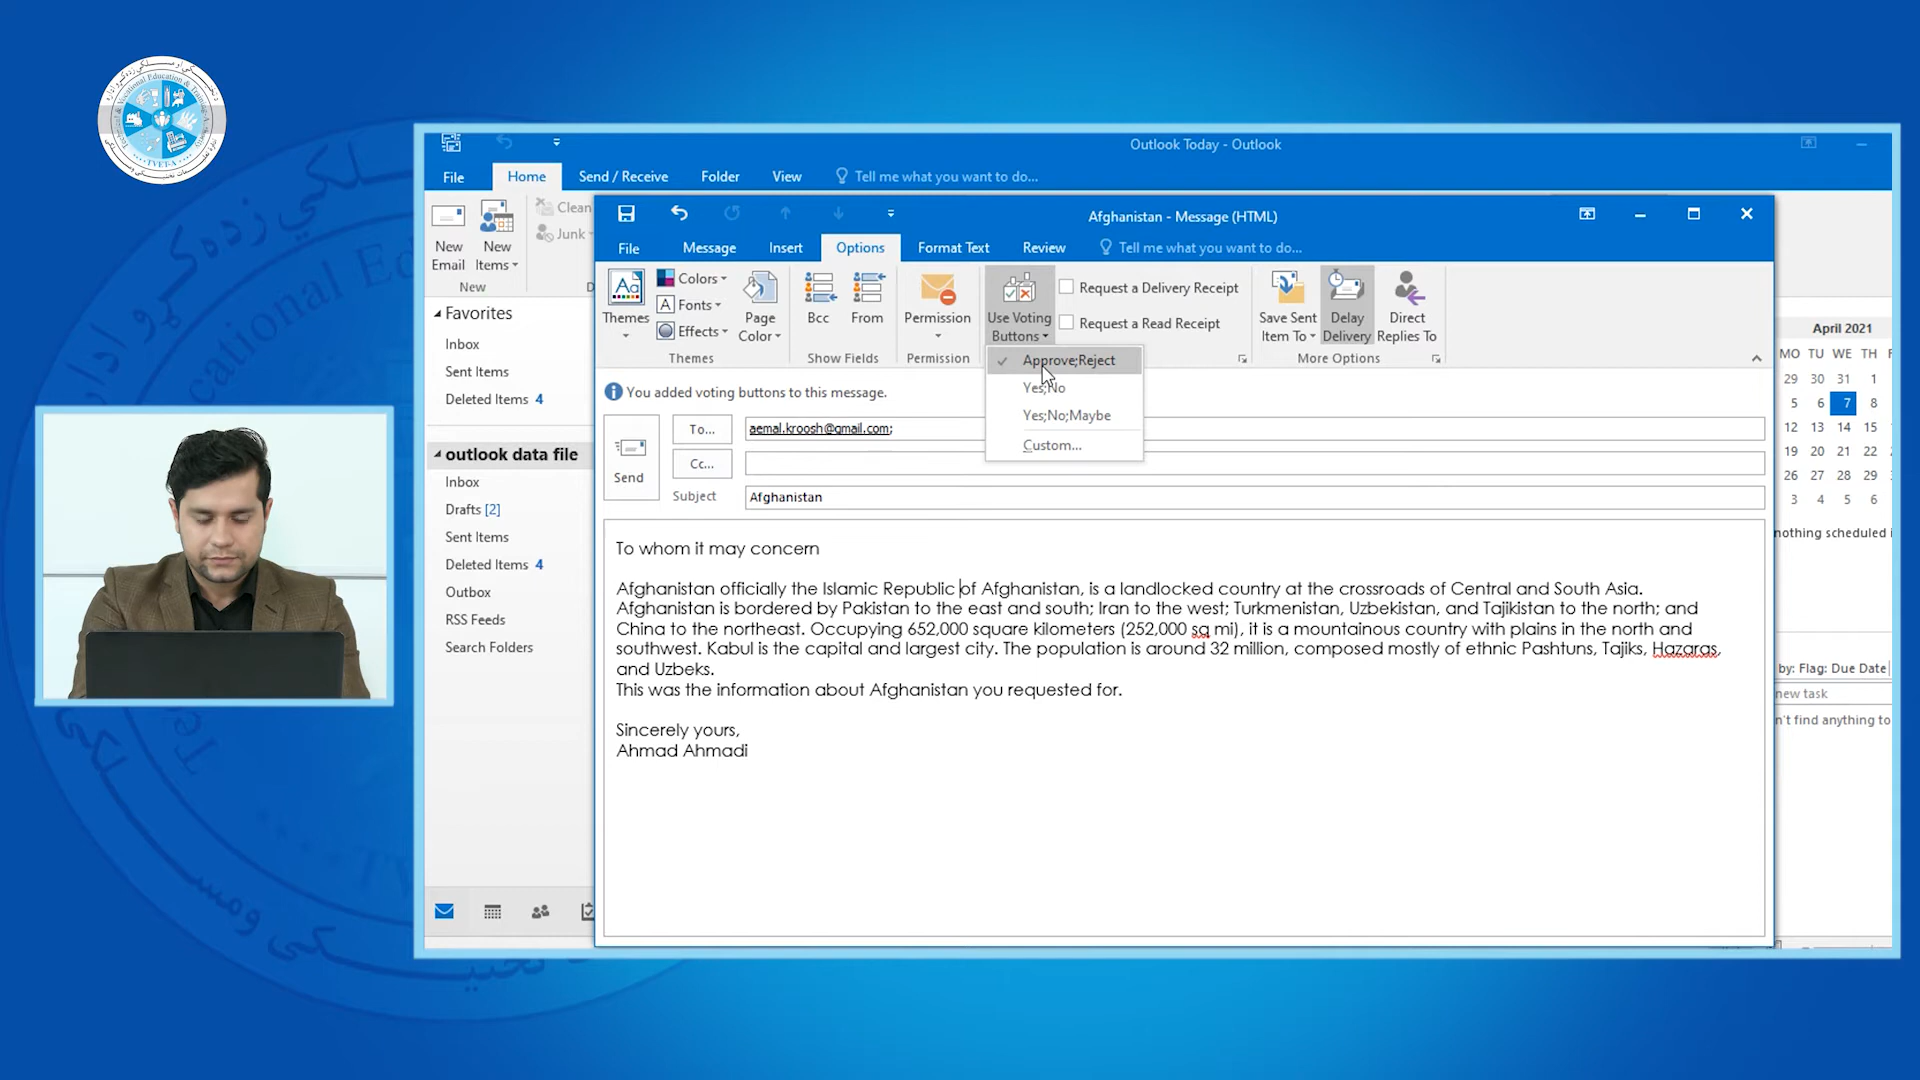 Technical & Vocational Education & Training-A
TVET-A
Outlook Today - Outlook
File
Home
Send / Receive
Folder
View
Tell me what you want to do...
New
Email
New
Items
Clean
Junk
New
Favorites
Inbox
Sent Items
Deleted Items 4
outlook data file
Inbox
Drafts [2]
Sent Items
Deleted Items 4
Outbox
RSS Feeds
Search Folders
Afghanistan - Message (HTML)
File
Message
Insert
Options
Format Text
Review
Tell me what you want to do...
Aa
Themes
Colors
A Fonts
Effects
Page
Color
Themes
Bcc
From
Show Fields
Permission
Permission
Use Voting
Buttons
Request a Delivery Receipt
Request a Read Receipt
Save Sent
Item To
Delay
Delivery
Direct
Replies To
More Options
Approve;Reject
Yes;No
Yes;No;Maybe
Custom...
You added voting buttons to this message.
Send
To...
aemal.kroosh@gmail.com;
Cc...
Subject
Afghanistan
To whom it may concern
Afghanistan officially the Islamic Republic of Afghanistan, is a landlocked country at the crossroads of Central and South Asia.
Afghanistan is bordered by Pakistan to the east and south; Iran to the west; Turkmenistan, Uzbekistan, and Tajikistan to the north; and
China to the northeast. Occupying 652,000 square kilometers (252,000 sq mi), it is a mountainous country with plains in the north and
southwest. Kabul is the capital and largest city. The population is around 32 million, composed mostly of ethnic Pashtuns, Tajiks, Hazaras,
and Uzbeks.
This was the information about Afghanistan you requested for.
Sincerely yours,
Ahmad Ahmadi
April 2021
MO TU WE TH
29 30 31 1
5 6 7 8
12 13 14 15
19 20 21 22
26 27 28 29
3 4 5 6
nothing scheduled i
by: Flag: Due Date
new task
n't find anything to